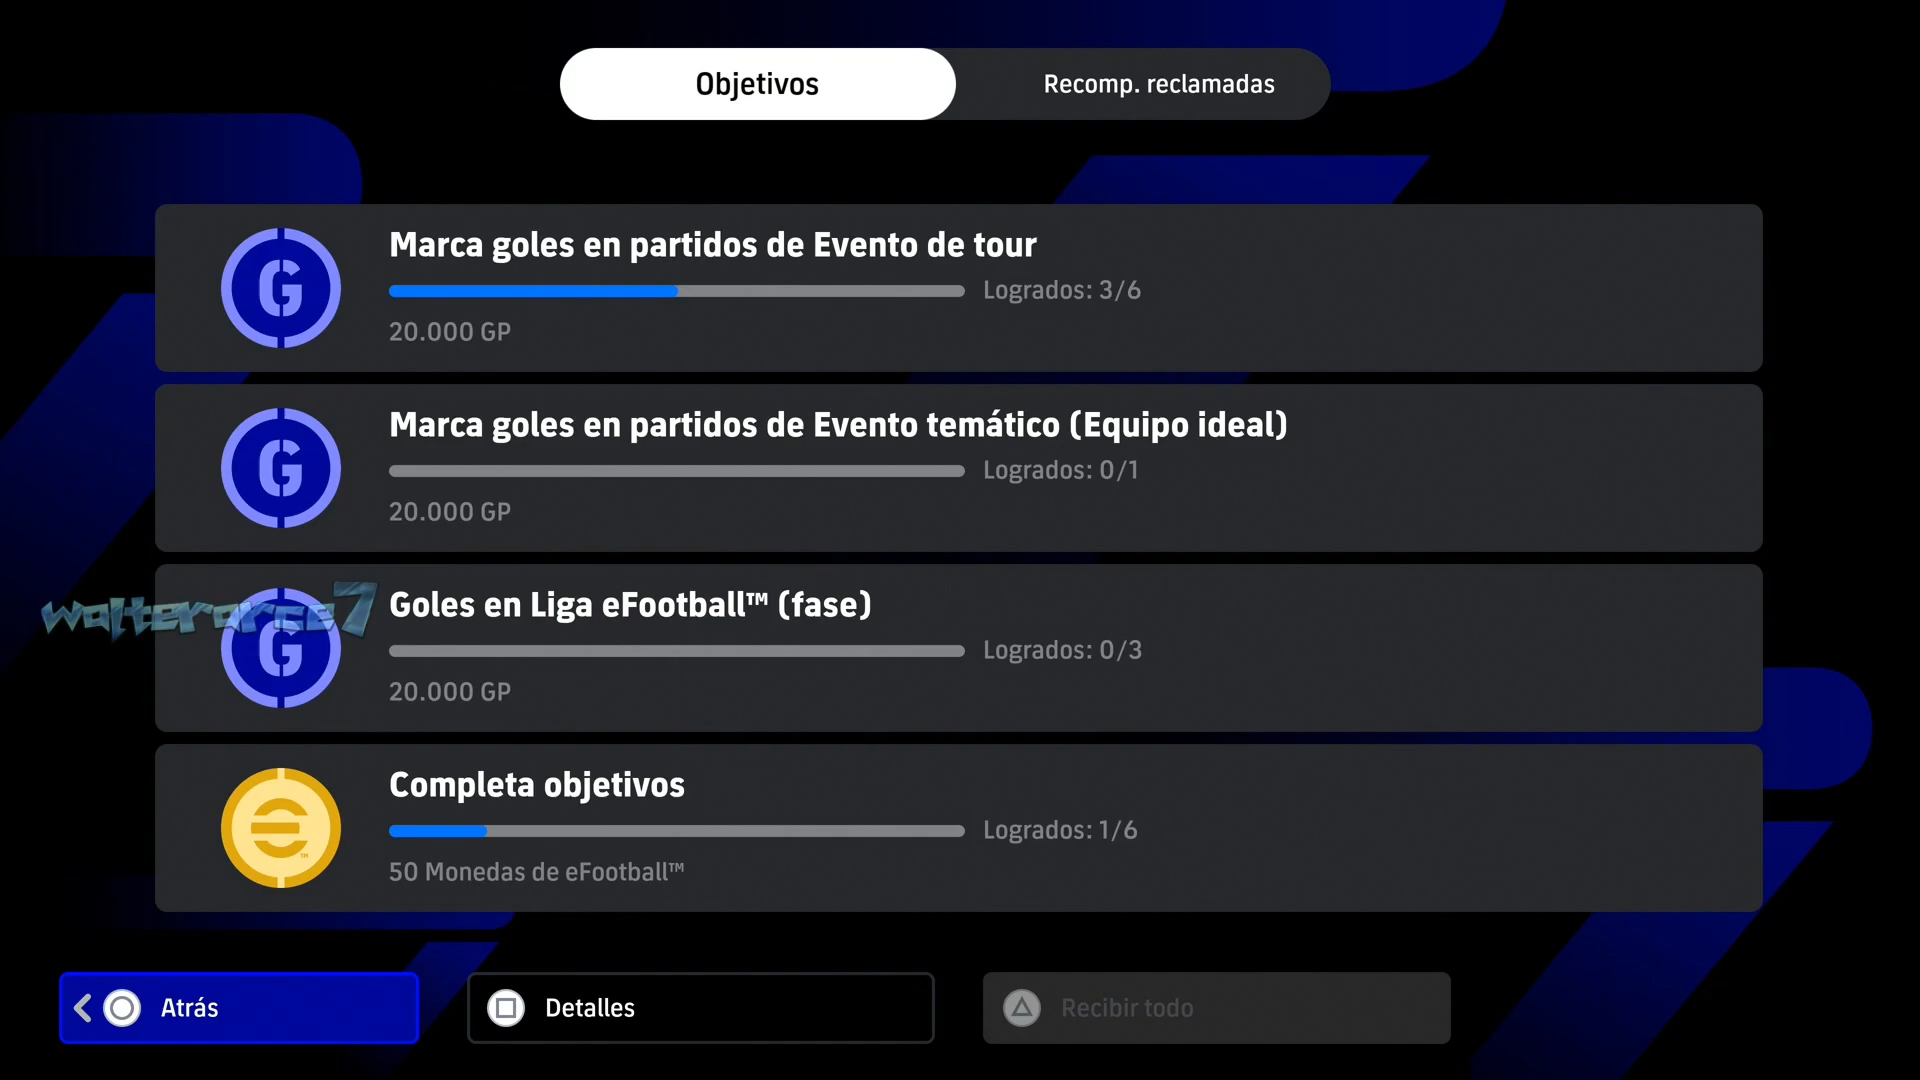 Objetivos
Recomp. reclamadas
Marca goles en partidos de Evento de tour
Logrados: 3/6
20.000 GP
Marca goles en partidos de Evento temático (Equipo ideal)
Logrados: 0/1
20.000 GP
walterarce7
Goles en Liga eFootball™ (fase)
Logrados: 0/3
20.000 GP
Completa objetivos
Logrados: 1/6
50 Monedas de eFootball™
Atrás
Detalles
Recibir todo